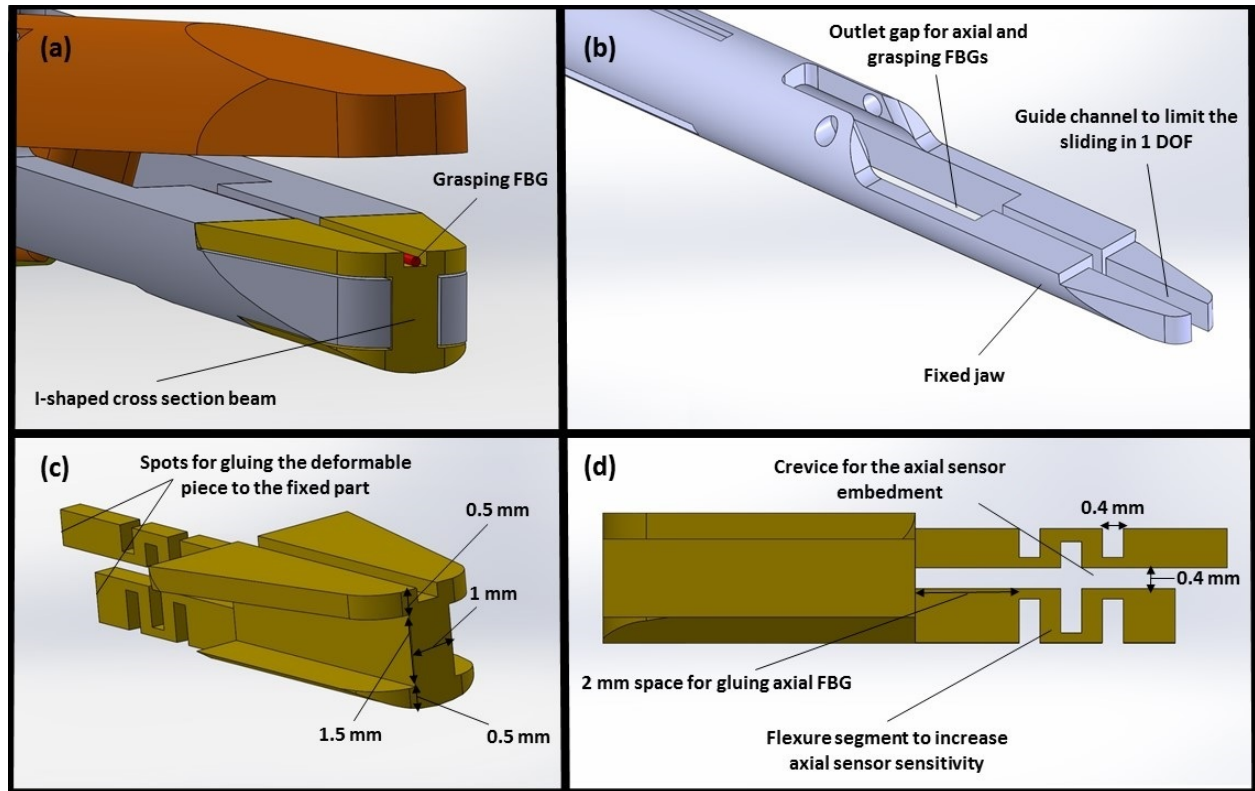 (a)
Grasping FBG
I-shaped cross section beam
(b)
Outlet gap for axial and
grasping FBGs
Guide channel to limit the
sliding in 1 DOF
Fixed jaw
(c)
Spots for gluing the deformable
piece to the fixed part
0.5 mm
1 mm
1.5 mm
0.5 mm
(d)
Crevice for the axial sensor
embedment
0.4 mm
0.4 mm
2 mm space for gluing axial FBG
Flexure segment to increase
axial sensor sensitivity